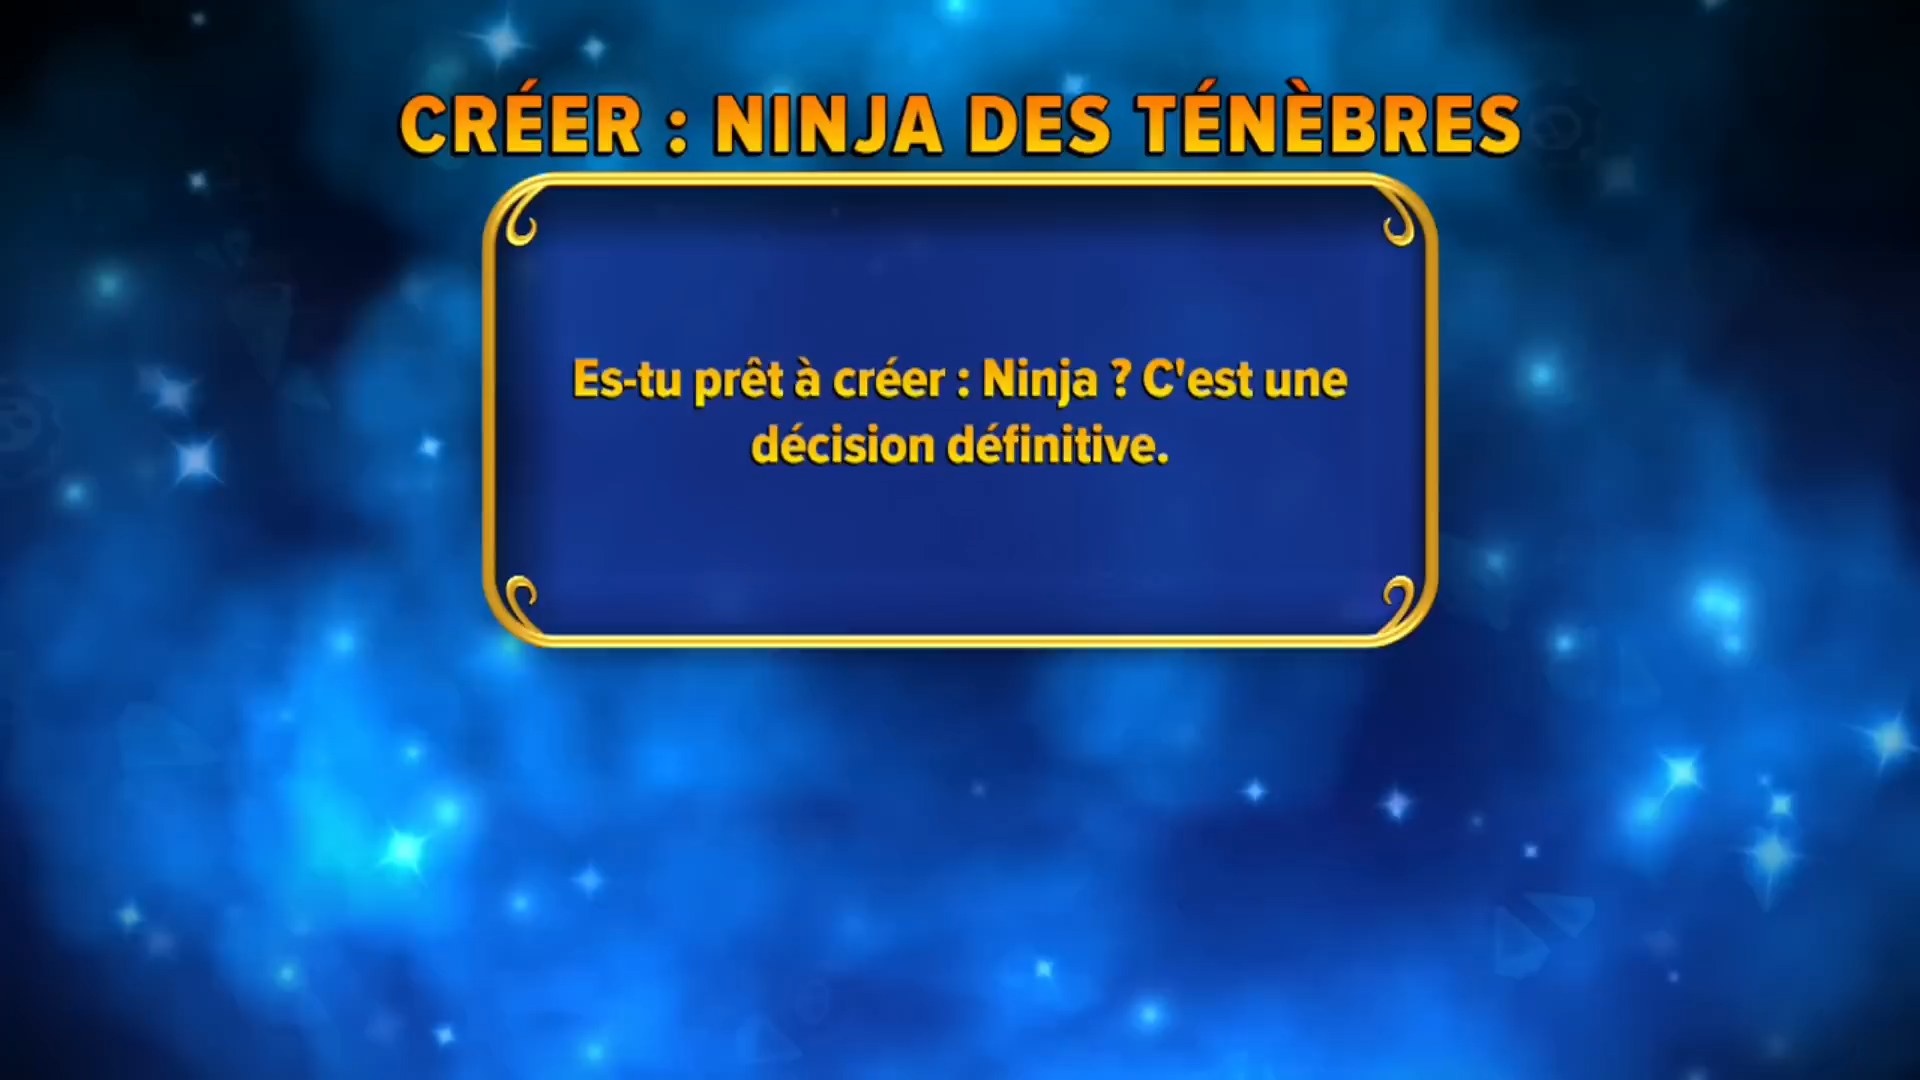 CRÉER : NINJA DES TÉNÈBRES
Es-tu prêt à créer : Ninja ? C'est une
décision définitive.